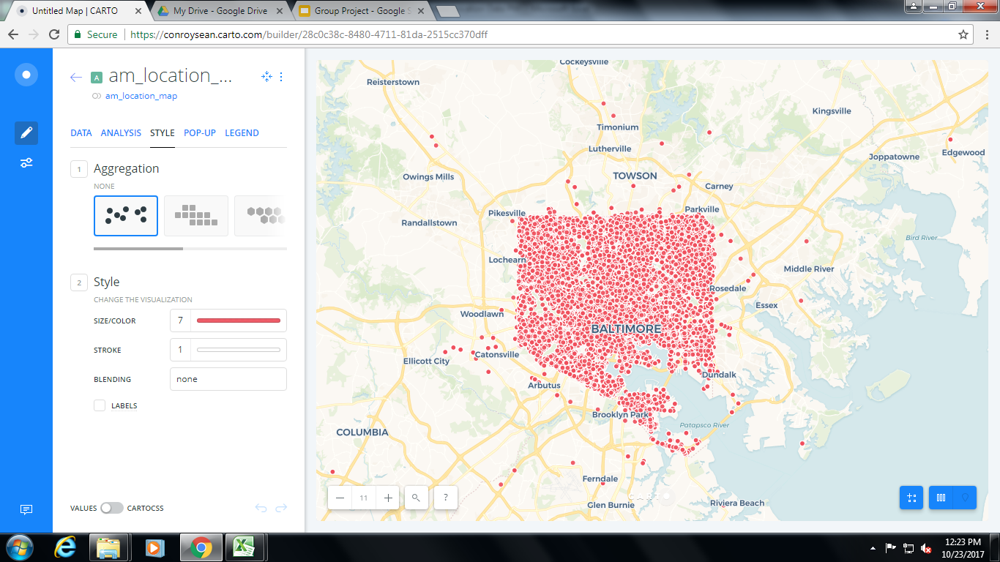 Untitled Map | CARTO
My Drive - Google Drive
Group Project - Google S
Secure
https://conroysean.carto.com/builder/28c0c38c-8480-4711-81da-2515cc370dff
A am_location_...
am_location_map
DATA ANALYSIS STYLE POP-UP LEGEND
1 Aggregation
NONE
2 Style
CHANGE THE VISUALIZATION
SIZE/COLOR 7
STROKE 1
BLENDING none
LABELS
VALUES CARTOCSS
Cockeysville
Reisterstown
Kingsville
Timonium
Lutherville
Edgewood
Joppatowne
Owings Mills
TOWSON
Carney
Pikesville
Parkville
Randallstown
Bird River
Lochearn
Middle River
Rosedale
Essex
Woodlawn
BALTIMORE
Catonsville
Ellicott City
Dundalk
Arbutus
Brooklyn Park
Patapsco River
COLUMBIA
Ferndale
Glen Burnie
Riviera Beach
11
?
12:23 PM
10/23/2017